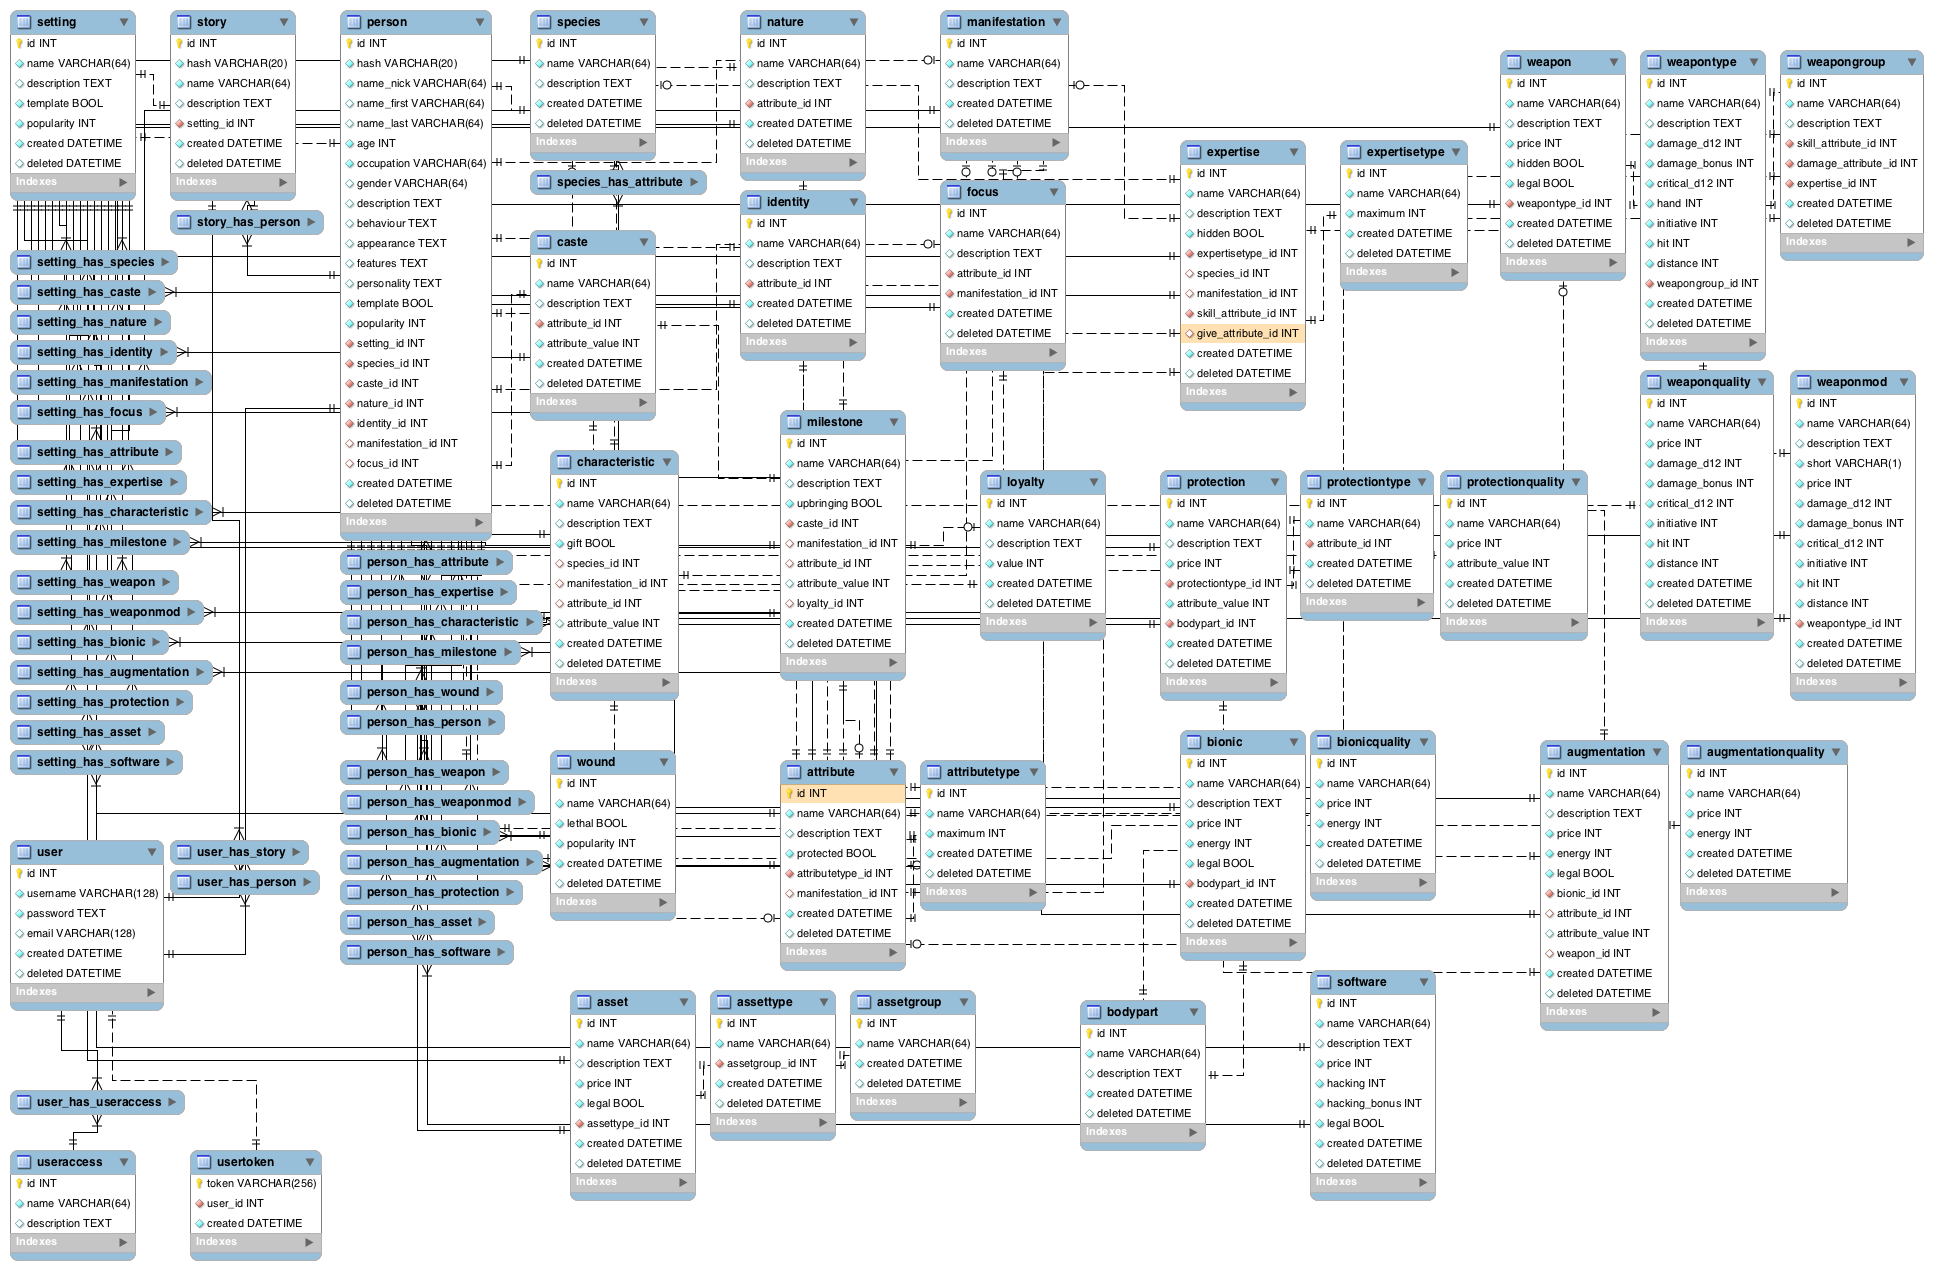 setting
id INT
name VARCHAR(64)
description TEXT
template BOOL
popularity INT
created DATETIME
deleted DATETIME
Indexes
story
id INT
hash VARCHAR(20)
name VARCHAR(64)
description TEXT
setting_id INT
created DATETIME
deleted DATETIME
Indexes
story_has_person
person
id INT
hash VARCHAR(20)
name_nick VARCHAR(64)
name_first VARCHAR(64)
name_last VARCHAR(64)
age INT
occupation VARCHAR(64)
gender VARCHAR(64)
description TEXT
behaviour TEXT
appearance TEXT
features TEXT
personality TEXT
template BOOL
popularity INT
setting_id INT
species_id INT
caste_id INT
nature_id INT
identity_id INT
manifestation_id INT
focus_id INT
created DATETIME
deleted DATETIME
Indexes
species
id INT
name VARCHAR(64)
description TEXT
created DATETIME
deleted DATETIME
Indexes
species_has_attribute
nature
id INT
name VARCHAR(64)
description TEXT
attribute_id INT
created DATETIME
deleted DATETIME
Indexes
manifestation
id INT
name VARCHAR(64)
description TEXT
created DATETIME
deleted DATETIME
Indexes
weapon
id INT
name VARCHAR(64)
description TEXT
price INT
hidden BOOL
legal BOOL
weapontype_id INT
created DATETIME
deleted DATETIME
Indexes
weapontype
id INT
name VARCHAR(64)
description TEXT
damage_d12 INT
damage_bonus INT
critical_d12 INT
hand INT
initiative INT
hit INT
distance INT
weapongroup_id INT
created DATETIME
deleted DATETIME
Indexes
weapongroup
id INT
name VARCHAR(64)
description TEXT
skill_attribute_id INT
damage_attribute_id INT
expertise_id INT
created DATETIME
deleted DATETIME
Indexes
expertise
id INT
name VARCHAR(64)
description TEXT
hidden BOOL
expertisetype_id INT
species_id INT
manifestation_id INT
skill_attribute_id INT
give_attribute_id INT
created DATETIME
deleted DATETIME
Indexes
expertisetype
id INT
name VARCHAR(64)
maximum INT
created DATETIME
deleted DATETIME
Indexes
caste
id INT
name VARCHAR(64)
description TEXT
attribute_id INT
attribute_value INT
created DATETIME
deleted DATETIME
Indexes
identity
id INT
name VARCHAR(64)
description TEXT
attribute_id INT
created DATETIME
deleted DATETIME
Indexes
focus
id INT
name VARCHAR(64)
description TEXT
attribute_id INT
manifestation_id INT
created DATETIME
deleted DATETIME
Indexes
setting_has_species
setting_has_caste
setting_has_nature
setting_has_identity
setting_has_manifestation
setting_has_focus
setting_has_attribute
setting_has_expertise
setting_has_characteristic
setting_has_milestone
setting_has_weapon
setting_has_weaponmod
setting_has_bionic
setting_has_augmentation
setting_has_protection
setting_has_asset
setting_has_software
person_has_attribute
person_has_expertise
person_has_characteristic
person_has_milestone
person_has_wound
person_has_person
person_has_weapon
person_has_weaponmod
person_has_bionic
person_has_augmentation
person_has_protection
person_has_asset
person_has_software
characteristic
id INT
name VARCHAR(64)
description TEXT
gift BOOL
species_id INT
manifestation_id INT
attribute_id INT
attribute_value INT
created DATETIME
deleted DATETIME
Indexes
milestone
id INT
name VARCHAR(64)
description TEXT
upbringing BOOL
caste_id INT
manifestation_id INT
attribute_id INT
attribute_value INT
loyalty_id INT
created DATETIME
deleted DATETIME
Indexes
loyalty
id INT
name VARCHAR(64)
description TEXT
value INT
created DATETIME
deleted DATETIME
Indexes
protection
id INT
name VARCHAR(64)
description TEXT
price INT
protectiontype_id INT
attribute_value INT
bodypart_id INT
created DATETIME
deleted DATETIME
Indexes
protectiontype
id INT
name VARCHAR(64)
attribute_id INT
created DATETIME
deleted DATETIME
Indexes
protectionquality
id INT
name VARCHAR(64)
price INT
attribute_value INT
created DATETIME
deleted DATETIME
Indexes
weaponquality
id INT
name VARCHAR(64)
price INT
damage_d12 INT
damage_bonus INT
critical_d12 INT
initiative INT
hit INT
distance INT
created DATETIME
deleted DATETIME
Indexes
weaponmod
id INT
name VARCHAR(64)
description TEXT
short VARCHAR(1)
price INT
damage_d12 INT
damage_bonus INT
critical_d12 INT
initiative INT
hit INT
distance INT
weapontype_id INT
created DATETIME
deleted DATETIME
Indexes
wound
id INT
name VARCHAR(64)
lethal BOOL
popularity INT
created DATETIME
deleted DATETIME
Indexes
attribute
id INT
name VARCHAR(64)
description TEXT
protected BOOL
attributetype_id INT
manifestation_id INT
created DATETIME
deleted DATETIME
Indexes
attributetype
id INT
name VARCHAR(64)
maximum INT
created DATETIME
deleted DATETIME
Indexes
bionic
id INT
name VARCHAR(64)
description TEXT
price INT
energy INT
legal BOOL
bodypart_id INT
created DATETIME
deleted DATETIME
Indexes
bionicquality
id INT
name VARCHAR(64)
price INT
energy INT
created DATETIME
deleted DATETIME
Indexes
augmentation
id INT
name VARCHAR(64)
description TEXT
price INT
energy INT
legal BOOL
bionic_id INT
attribute_id INT
attribute_value INT
weapon_id INT
created DATETIME
deleted DATETIME
Indexes
augmentationquality
id INT
name VARCHAR(64)
price INT
energy INT
created DATETIME
deleted DATETIME
Indexes
user
id INT
username VARCHAR(128)
password TEXT
email VARCHAR(128)
created DATETIME
deleted DATETIME
Indexes
user_has_story
user_has_person
user_has_useraccess
useraccess
id INT
name VARCHAR(64)
description TEXT
Indexes
usertoken
token VARCHAR(256)
user_id INT
created DATETIME
Indexes
asset
id INT
name VARCHAR(64)
description TEXT
price INT
legal BOOL
assettype_id INT
created DATETIME
deleted DATETIME
Indexes
assettype
id INT
name VARCHAR(64)
assetgroup_id INT
created DATETIME
deleted DATETIME
Indexes
assetgroup
id INT
name VARCHAR(64)
created DATETIME
deleted DATETIME
Indexes
bodypart
id INT
name VARCHAR(64)
description TEXT
created DATETIME
deleted DATETIME
Indexes
software
id INT
name VARCHAR(64)
description TEXT
price INT
hacking INT
hacking_bonus INT
legal BOOL
created DATETIME
deleted DATETIME
Indexes